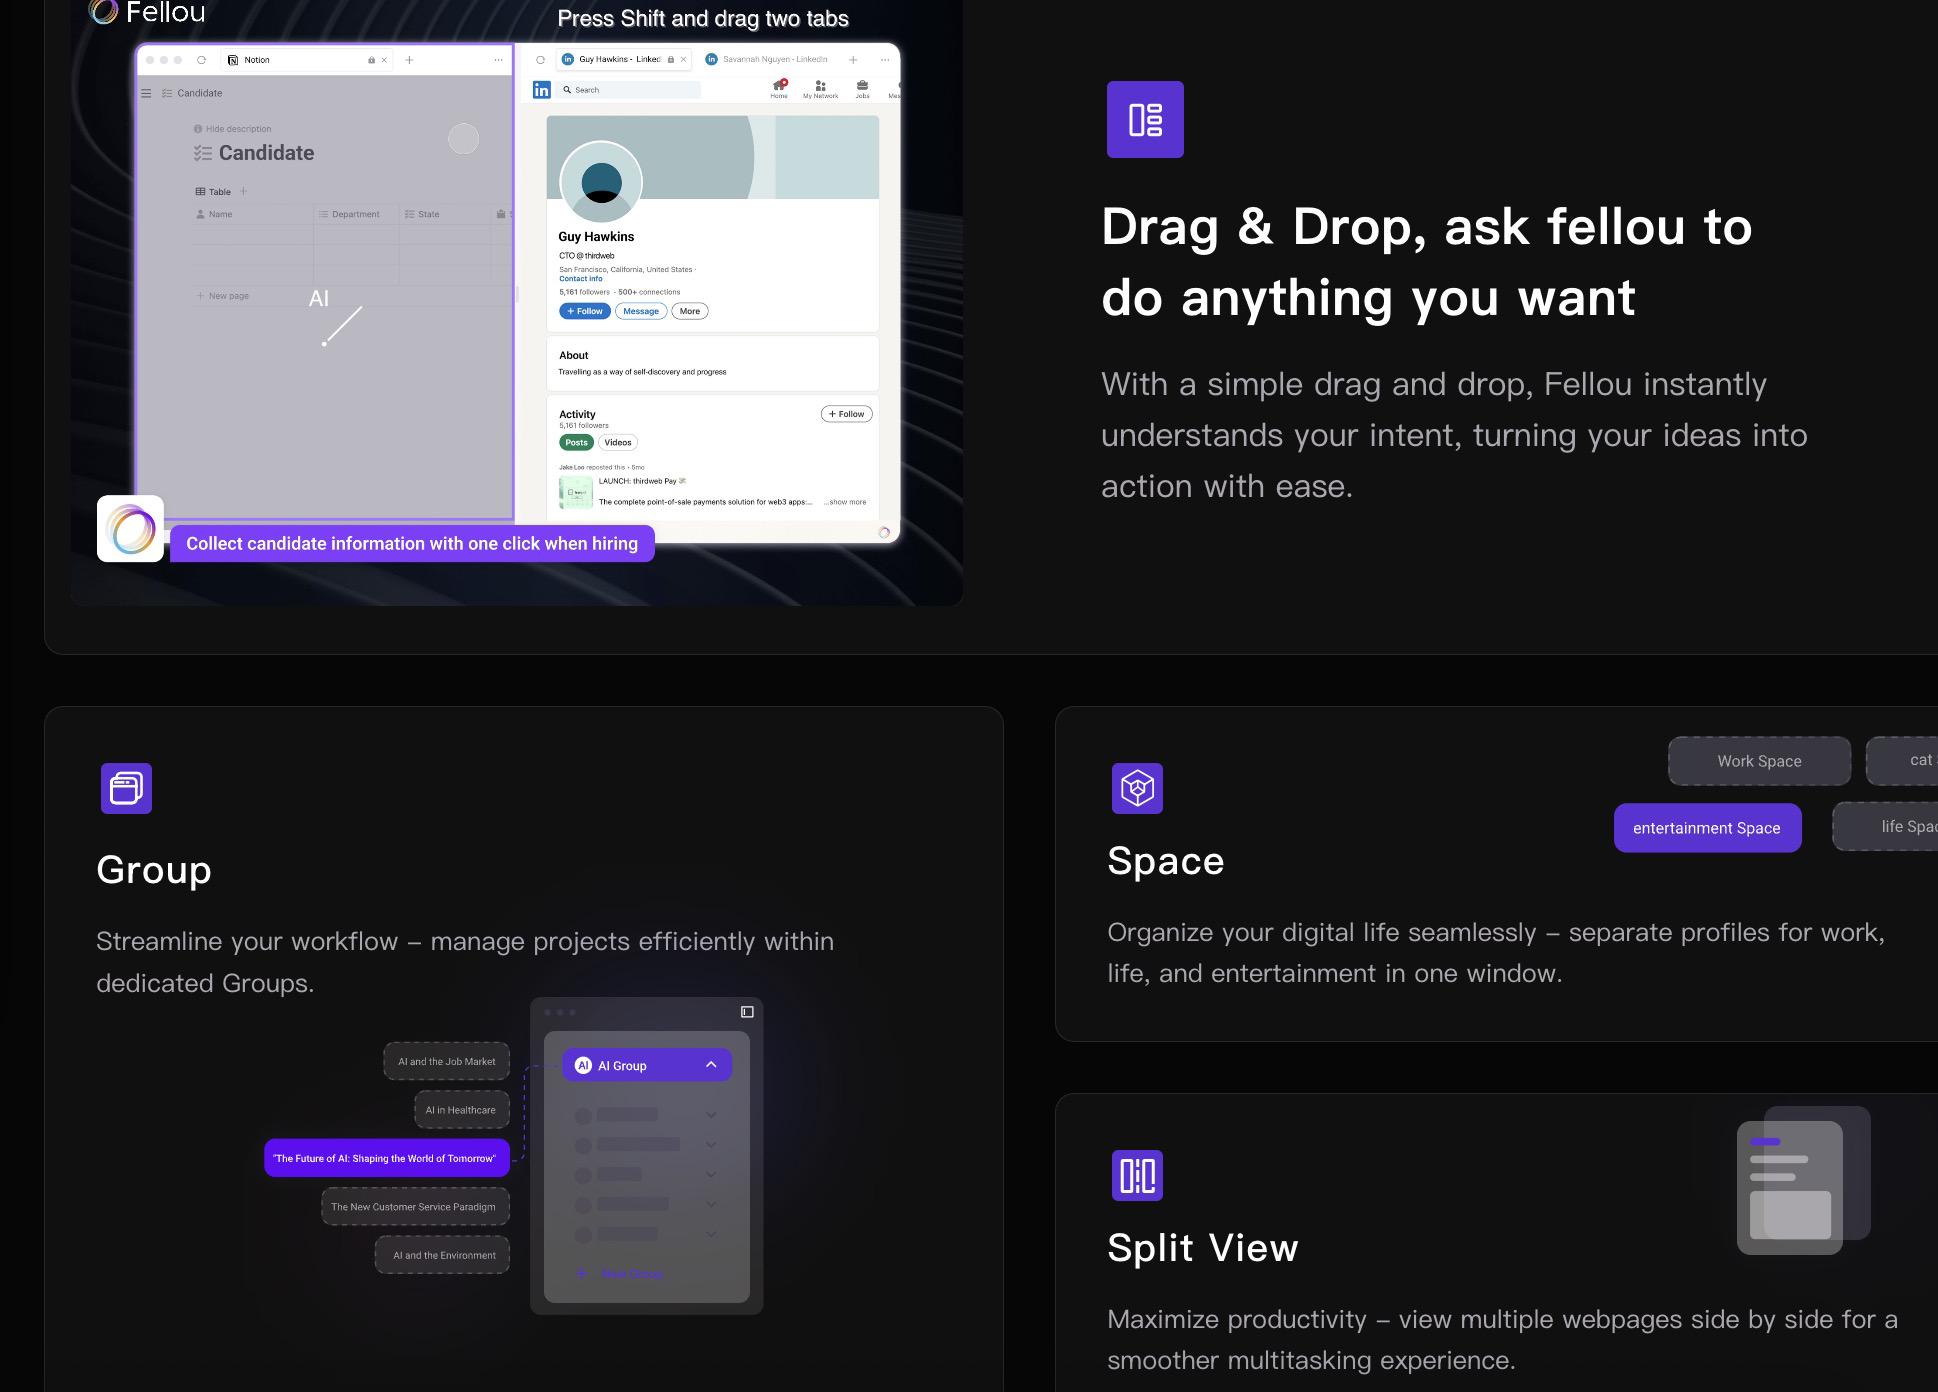 Fellou
Press Shift and drag two tabs
Notion
Guy Hawkins - Linked
Savannah Nguyen - LinkedIn
Candidate
in
Search
Home
My Network
Jobs
Hide description
Candidate
Table
Name
Department
State
New page
AI
Guy Hawkins
CTO @ thirdweb
San Francisco, California, United States ·
Contact info
5,161 followers · 500+ connections
+ Follow
Message
More
About
Travelling as a way of self-discovery and progress
Activity
5,161 followers
+ Follow
Posts
Videos
Jake Loo reposted this • 5mo
LAUNCH: thirdweb Pay
The complete point-of-sale payments solution for web3 apps:...
...show more
Collect candidate information with one click when hiring
Drag & Drop, ask fellou to
do anything you want
With a simple drag and drop, Fellou instantly
understands your intent, turning your ideas into
action with ease.
Group
Streamline your workflow – manage projects efficiently within
dedicated Groups.
AI and the Job Market
AI in Healthcare
"The Future of AI: Shaping the World of Tomorrow"
The New Customer Service Paradigm
AI and the Environment
AI
AI Group
+ New Group
Work Space
cat
entertainment Space
life Spac
Space
Organize your digital life seamlessly – separate profiles for work,
life, and entertainment in one window.
Split View
Maximize productivity – view multiple webpages side by side for a
smoother multitasking experience.